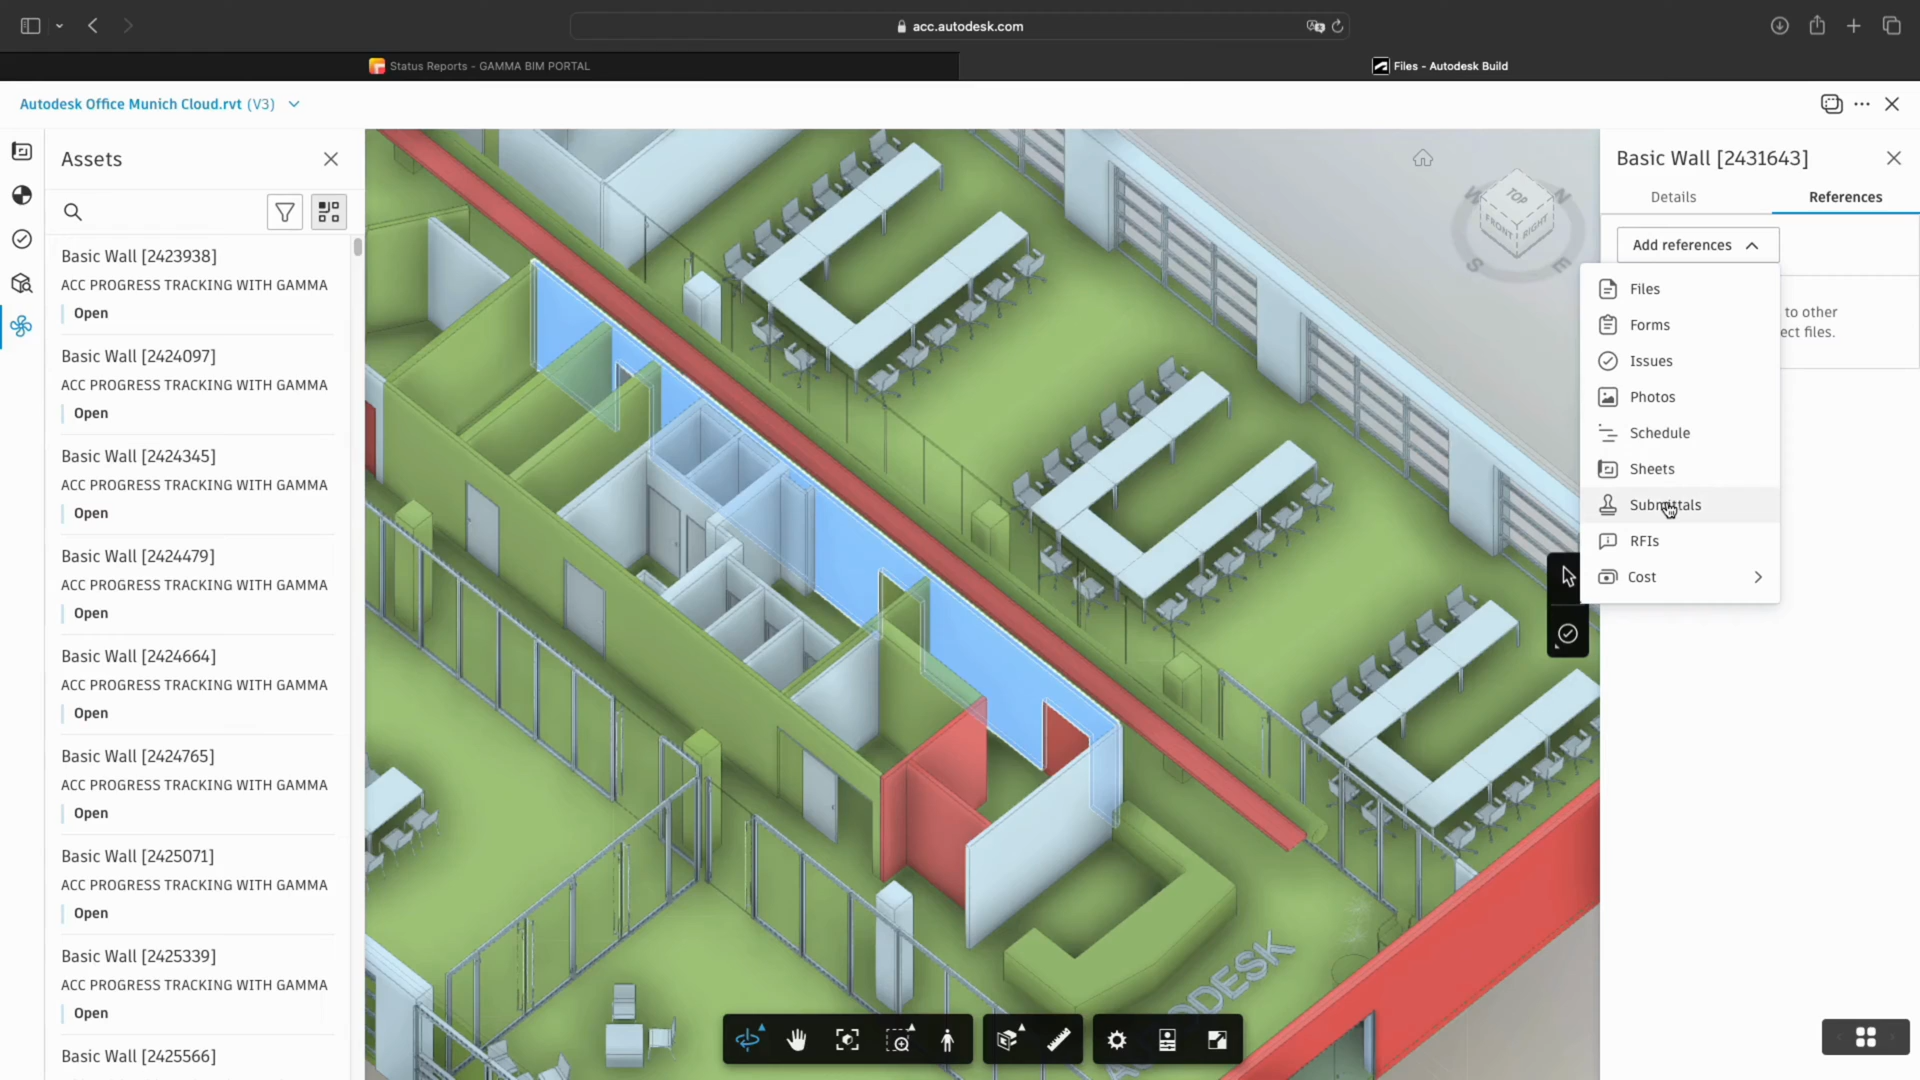 acc.autodesk.com
Status Reports - GAMMA BIM PORTAL
Files - Autodesk Build
Autodesk Office Munich Cloud.rvt (V3)
Assets
Basic Wall [2423938]
ACC PROGRESS TRACKING WITH GAMMA
Open
Basic Wall [2424097]
ACC PROGRESS TRACKING WITH GAMMA
Open
Basic Wall [2424345]
ACC PROGRESS TRACKING WITH GAMMA
Open
Basic Wall [2424479]
ACC PROGRESS TRACKING WITH GAMMA
Open
Basic Wall [2424664]
ACC PROGRESS TRACKING WITH GAMMA
Open
Basic Wall [2424765]
ACC PROGRESS TRACKING WITH GAMMA
Open
Basic Wall [2425071]
ACC PROGRESS TRACKING WITH GAMMA
Open
Basic Wall [2425339]
ACC PROGRESS TRACKING WITH GAMMA
Open
Basic Wall [2425566]
TOP
FRONT
RIGHT
W
N
S
E
AUTODESK
Basic Wall [2431643]
Details
References
Add references
Files
Forms
Issues
Photos
Schedule
Sheets
Submittals
RFIs
Cost
to other
ect files.